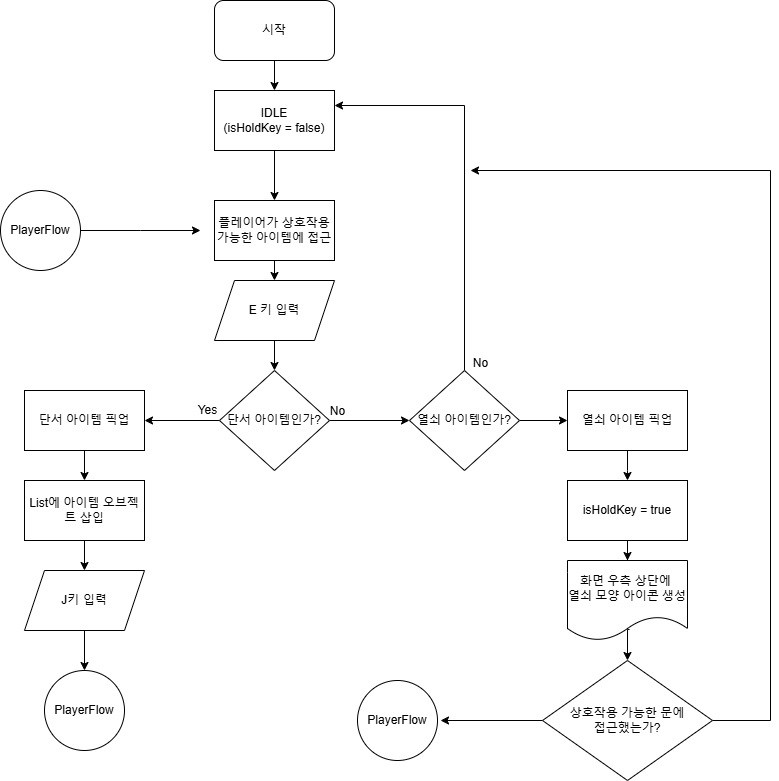 시작
IDLE
(isHoldKey = false)
PlayerFlow
플레이어가 상호작용
가능한 아이템에 접근
E 키 입력
No
Yes
No
단서 아이템 픽업
단서 아이템인가?
열쇠 아이템인가?
열쇠 아이템 픽업
List에 아이템 오브젝
트 삽입
isHoldKey = true
J키 입력
화면 우측 상단에
열쇠 모양 아이콘 생성
PlayerFlow
PlayerFlow
상호작용 가능한 문에
접근했는가?